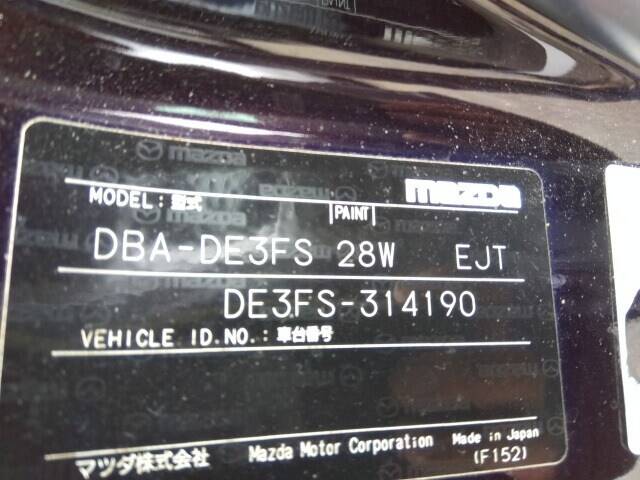 mazda
MODEL: 型式 PAINT
DBA-DE3FS 28W EJT
DE3FS-314190
VEHICLE ID.NO.: 車台番号
マツダ株式会社 Mazda Motor Corporation Made in Japan
(F152)